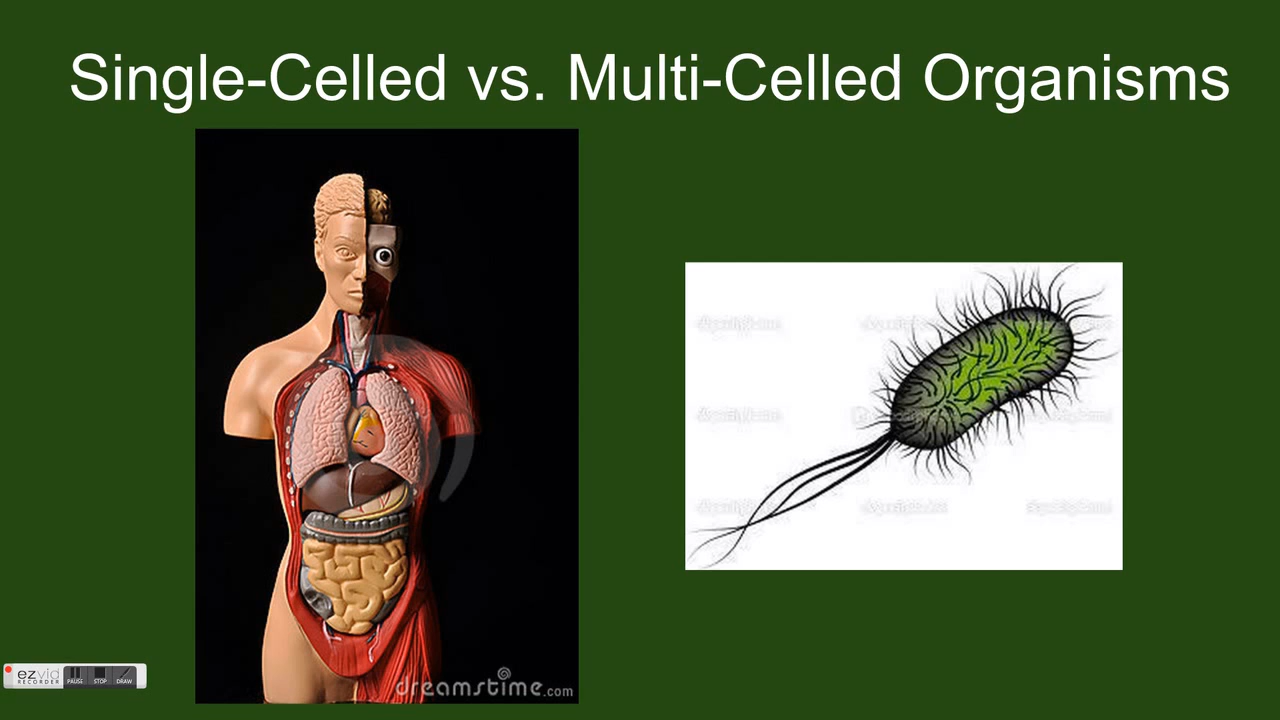 Single-Celled vs. Multi-Celled Organisms
dreamstime.com
ezvid
RECORDER
PAUSE STOP DRAW